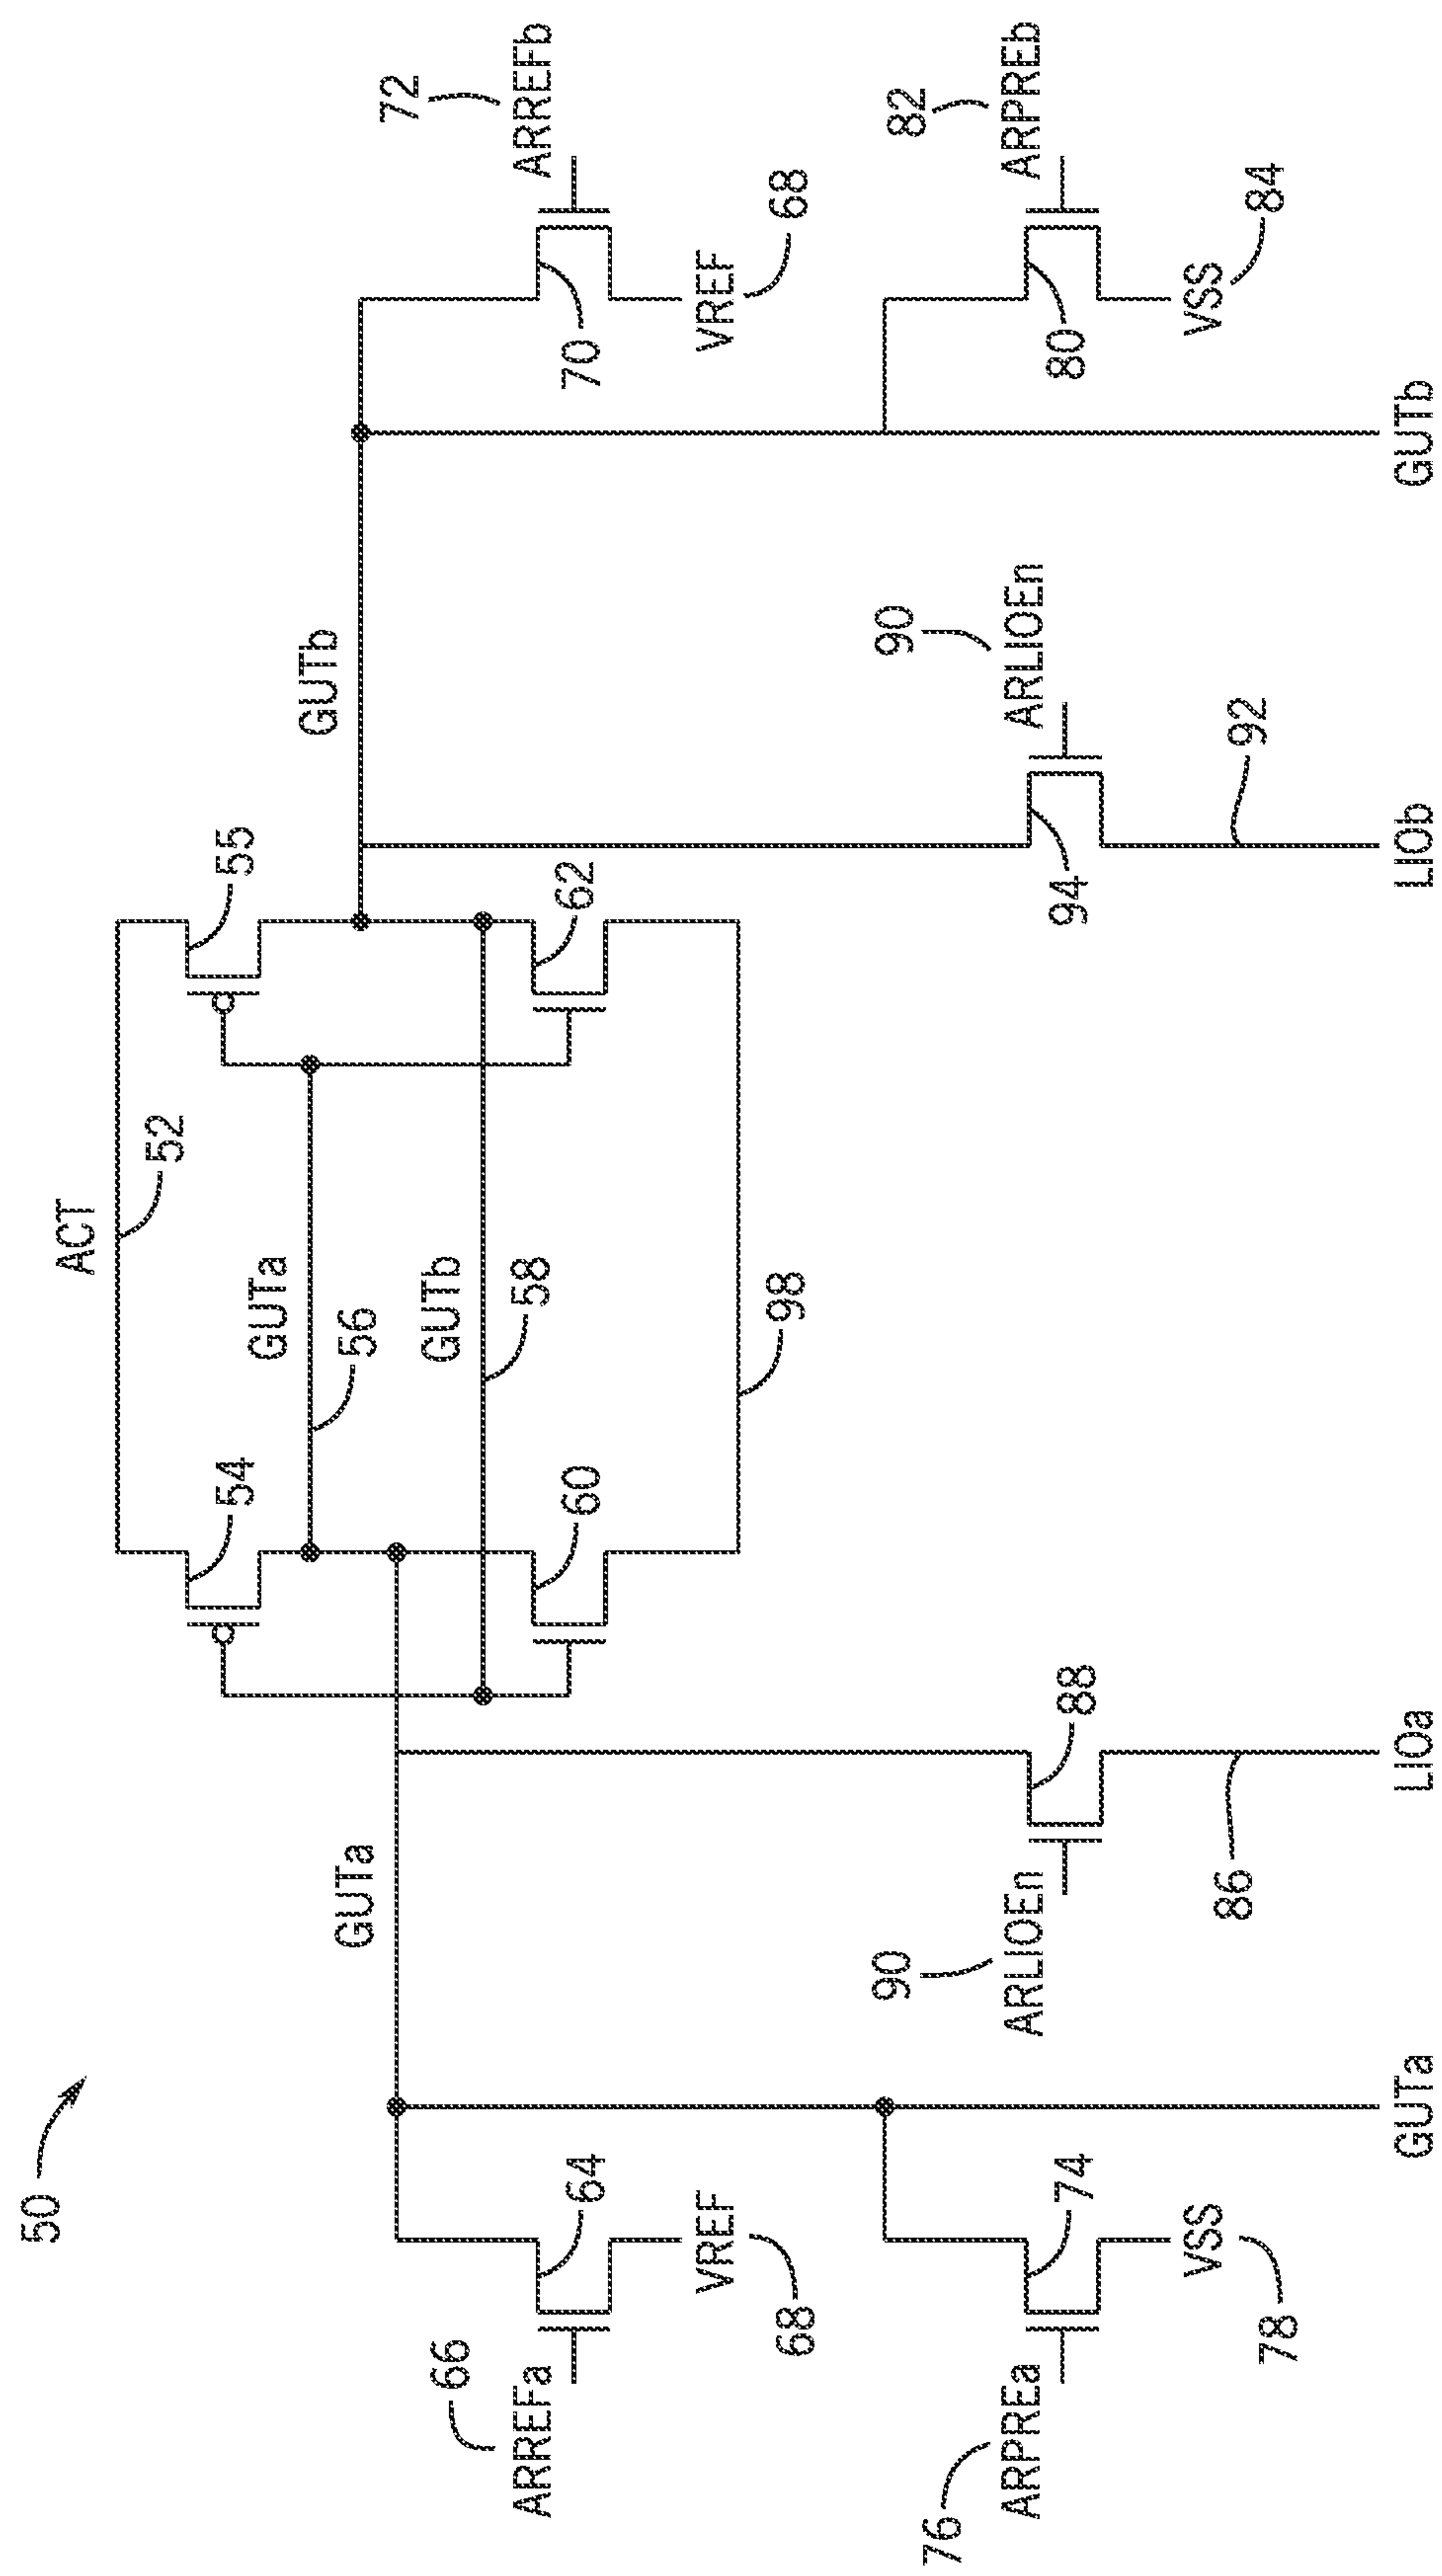 50
ACT
52
54
55
GUTa
56
GUTb
58
60
62
98
GUTa
GUTb
66
ARREFa
64
VREF
68
72
ARREFb
70
VREF
68
76
ARPREa
74
VSS
78
90
ARLIOEn
88
86
90
ARLIOEn
94
92
82
ARPREb
80
VSS
84
GUTa
LIOa
LIOb
GUTb